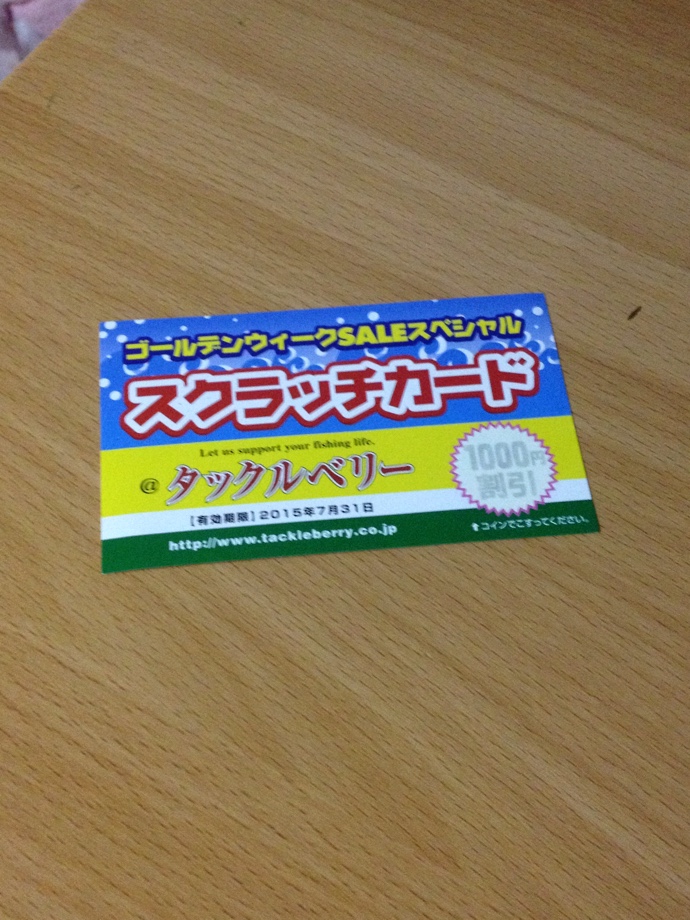 ゴールデンウィークSALEスペシャル
スクラッチカード
Let us support your fishing life.
@ タックルベリー
1000円
割引
【有効期限】2015年7月31日
⬆コインでこすってください。
http://www.tackleberry.co.jp